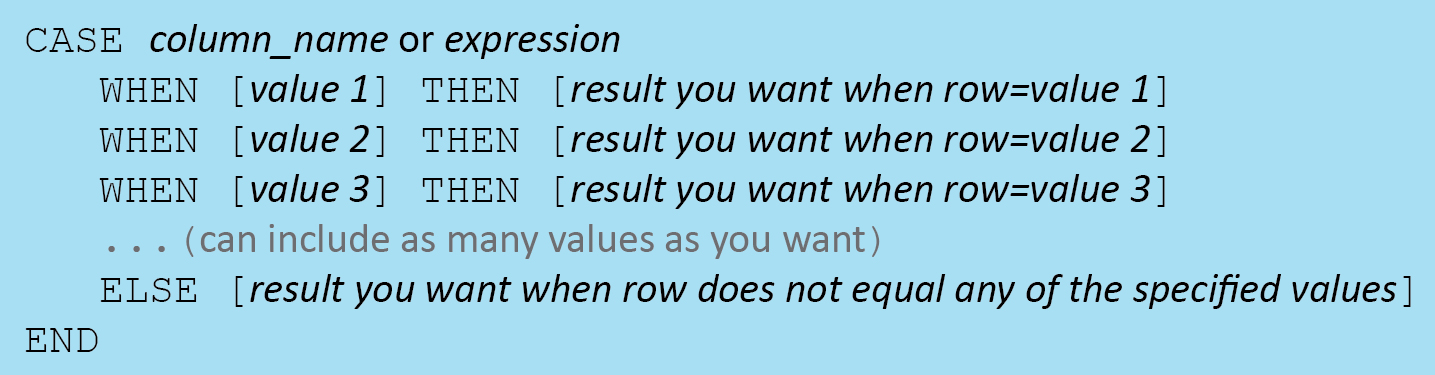 CASE column_name or expression
WHEN [value 1] THEN [result you want when row=value 1]
WHEN [value 2] THEN [result you want when row=value 2]
WHEN [value 3] THEN [result you want when row=value 3]
...(can include as many values as you want)
ELSE [result you want when row does not equal any of the specified values]
END